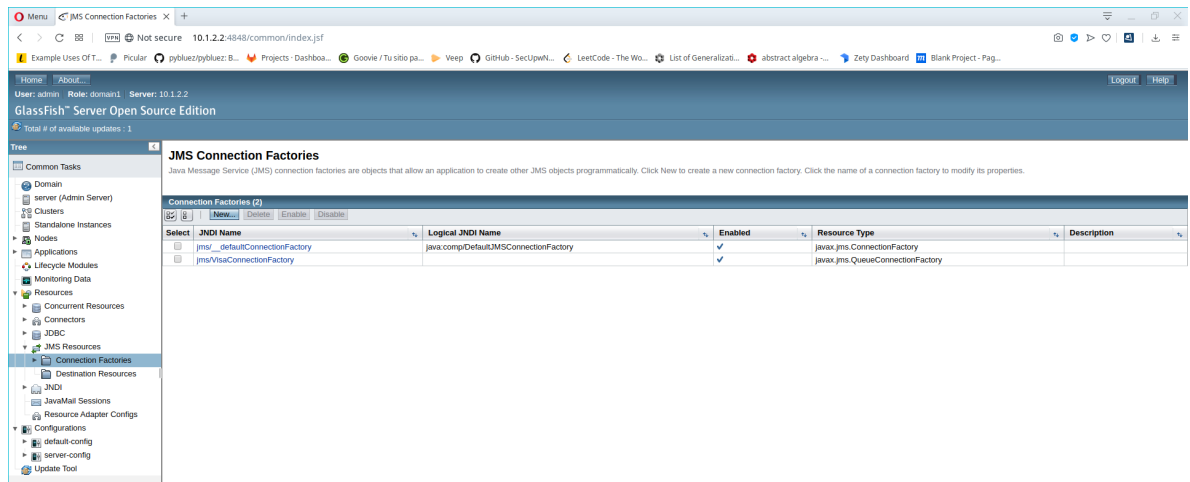 Menu JMS Connection Factories × +
VPN Not secure 10.1.2.2:4848/common/index.jsf
Example Uses Of T... Picular pybluez/pybluez: B... Projects · Dashboa... Goovie / Tu sitio pa... Veep GitHub - SecUpwN... LeetCode - The Wo... List of Generalizati... abstract algebra -... Zety Dashboard Blank Project - Pag...
Home About... Logout Help
User: admin Role: domain1 Server: 10.1.2.2
GlassFish™ Server Open Source Edition
Total # of available updates : 1
Tree
Common Tasks
Domain
server (Admin Server)
Clusters
Standalone Instances
Nodes
Applications
Lifecycle Modules
Monitoring Data
Resources
Concurrent Resources
Connectors
JDBC
JMS Resources
Connection Factories
Destination Resources
JNDI
JavaMail Sessions
Resource Adapter Configs
Configurations
default-config
server-config
Update Tool
JMS Connection Factories
Java Message Service (JMS) connection factories are objects that allow an application to create other JMS objects programmatically. Click New to create a new connection factory. Click the name of a connection factory to modify its properties.
Connection Factories (2)
New... Delete Enable Disable
Select JNDI Name Logical JNDI Name Enabled Resource Type Description
jms/__defaultConnectionFactory java:comp/DefaultJMSConnectionFactory ✓ javax.jms.ConnectionFactory
jms/VisaConnectionFactory ✓ javax.jms.QueueConnectionFactory